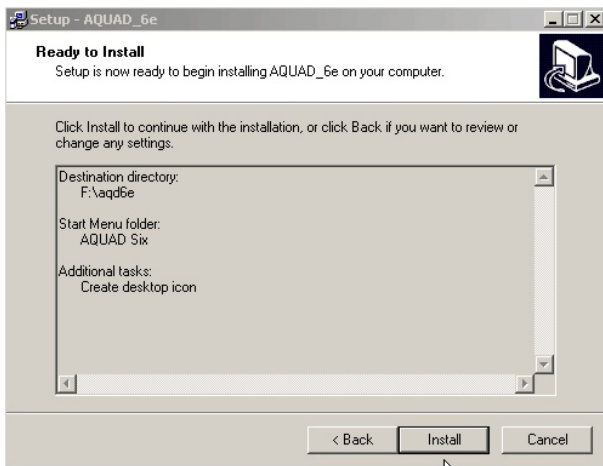 Setup - AQUAD_6e
Ready to Install
Setup is now ready to begin installing AQUAD_6e on your computer.
Click Install to continue with the installation, or click Back if you want to review or
change any settings.
Destination directory:
F:\aqd6e
Start Menu folder:
AQUAD Six
Additional tasks:
Create desktop icon
< Back
Install
Cancel